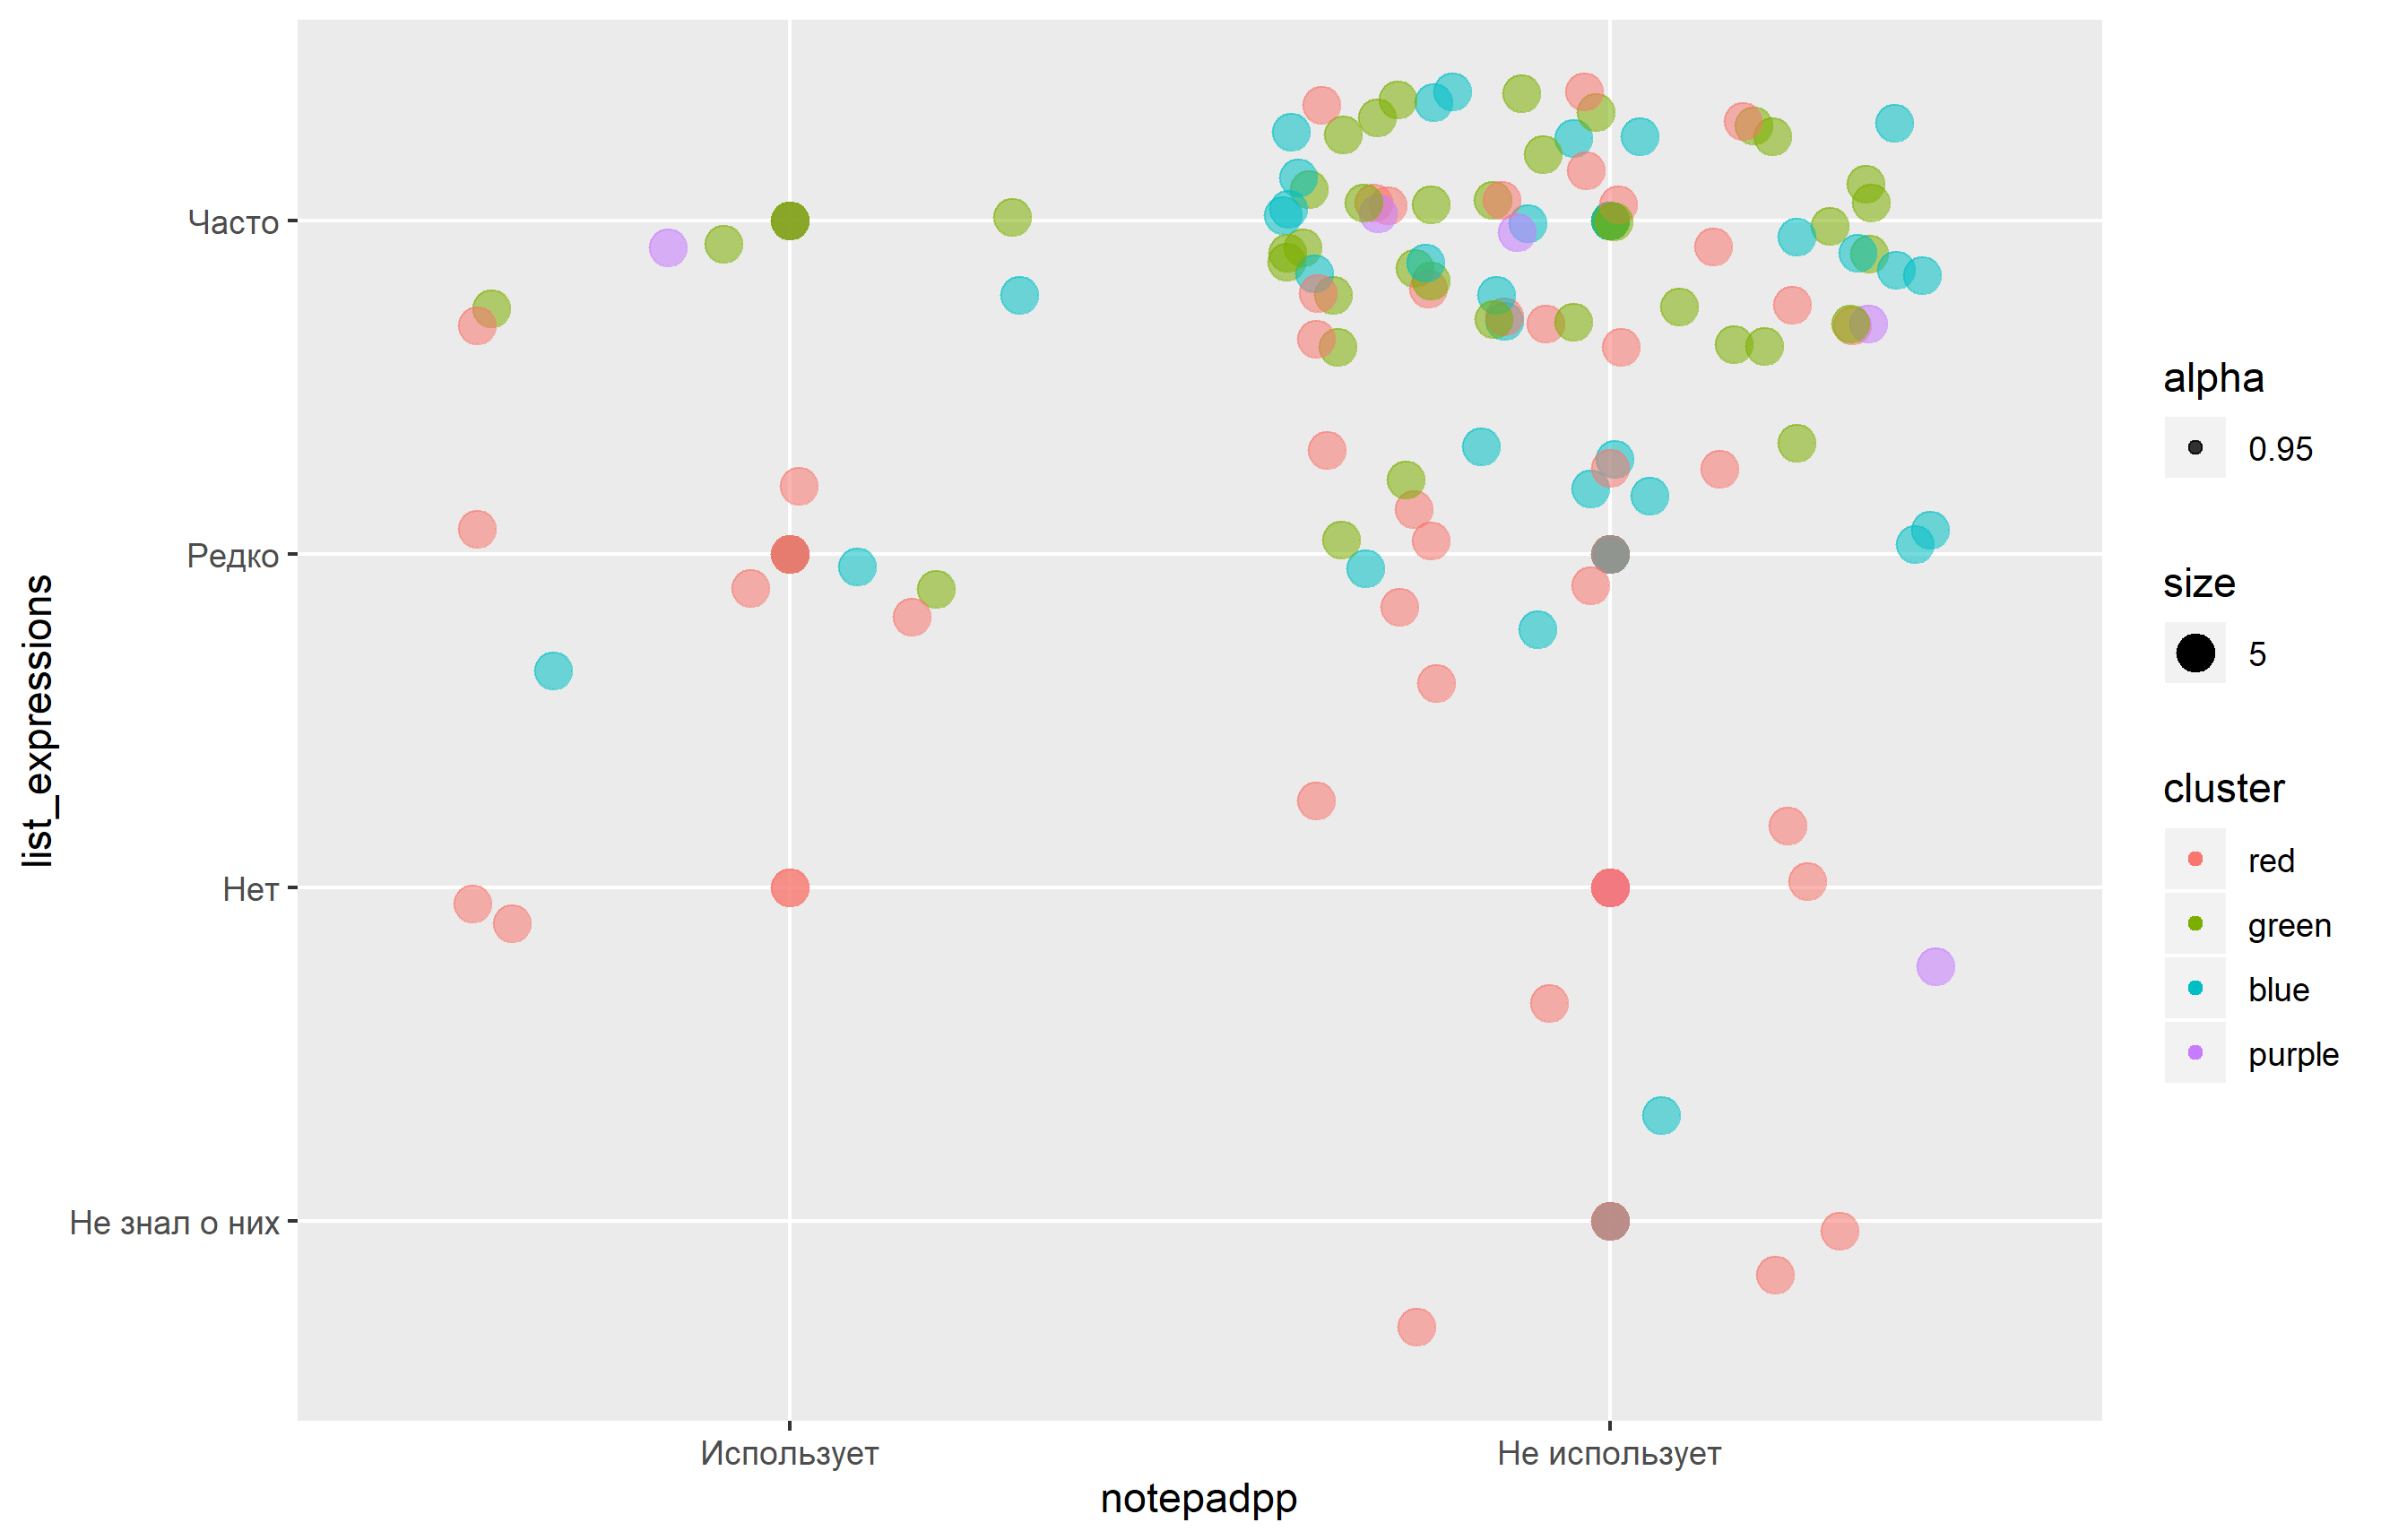 list_expressions
Часто
Редко
Нет
Не знал о них
Использует
Не использует
notepadpp
alpha
0.95
size
5
cluster
red
green
blue
purple